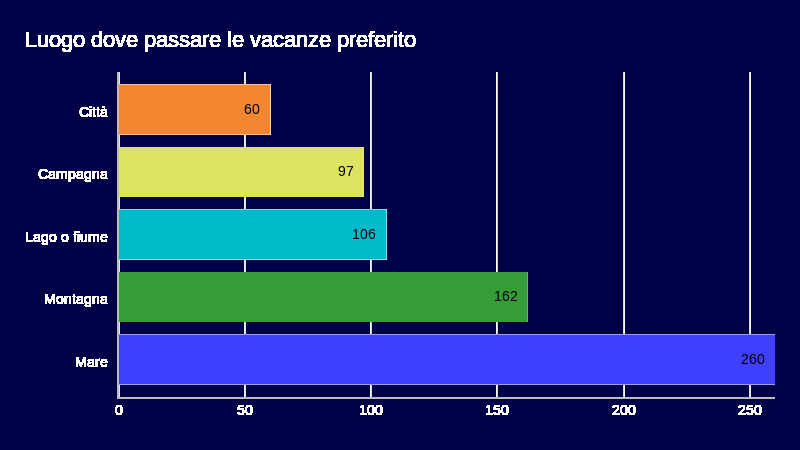 Luogo dove passare le vacanze preferito
Città 60
Campagna 97
Lago o fiume 106
Montagna 162
Mare 260
0 50 100 150 200 250